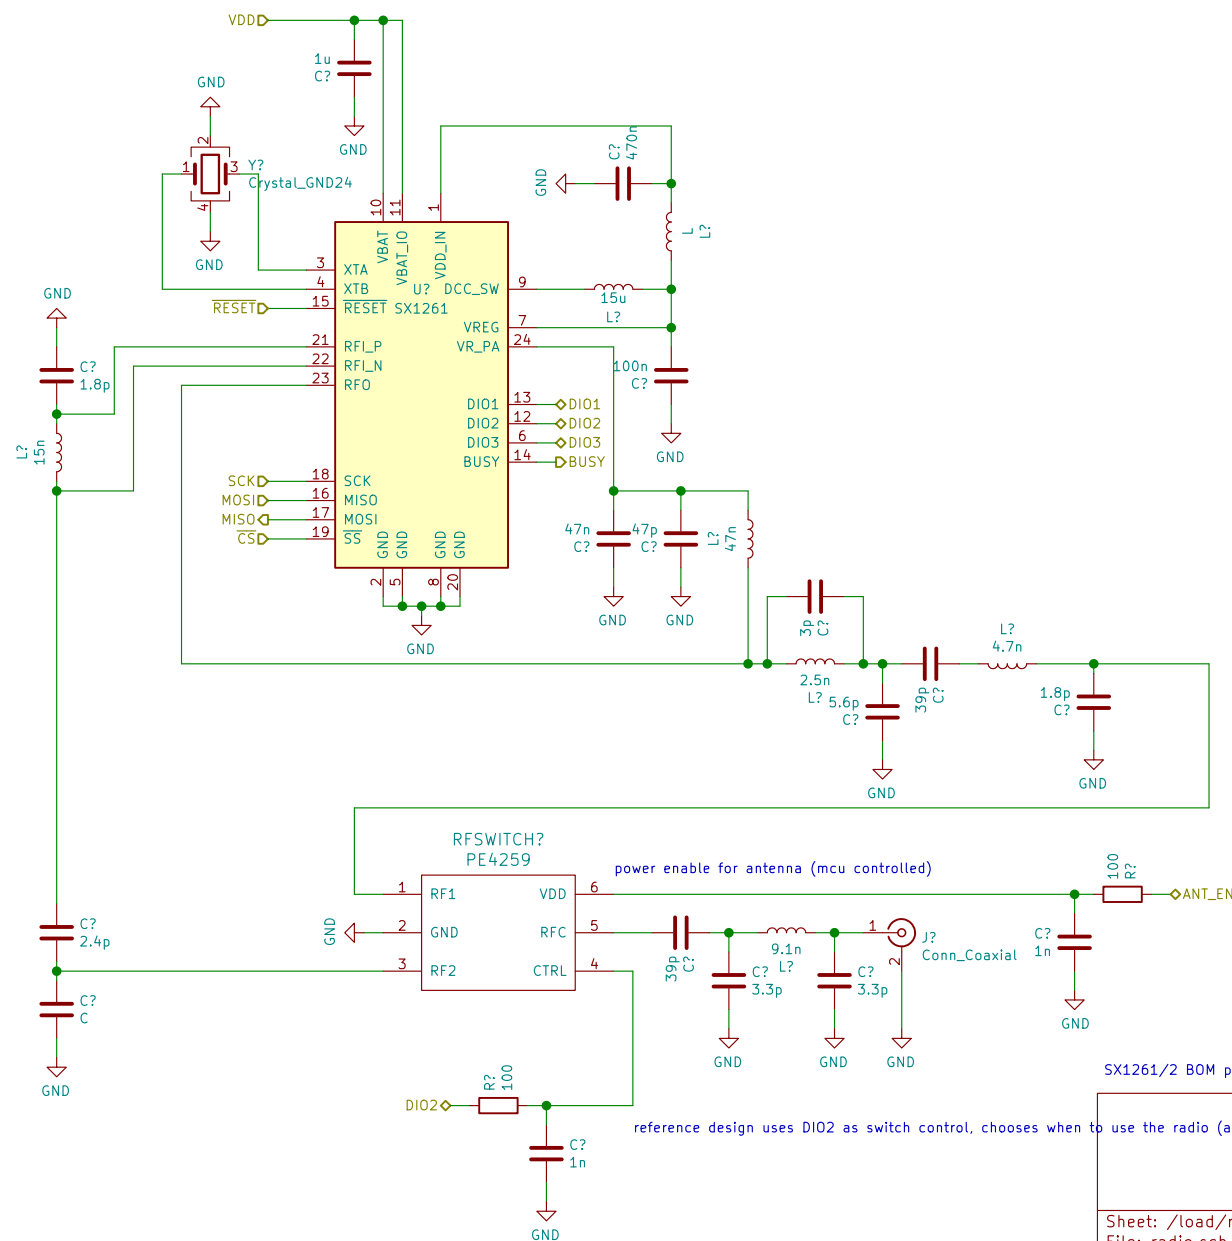 VDD
1u
C?
GND
GND
GND
2
1
3
4
Y?
Crystal_GND24
GND
C?
470n
GND
L
L?
10
11
1
VBAT
VBAT_IO
VDD_IN
3
XTA
4
XTB
U?
DCC_SW
9
RESET
15
RESET
SX1261
15u
L?
VREG
7
21
RFI_P
VR_PA
24
22
RFI_N
23
RFO
100n
C?
GND
GND
C?
1.8p
L?
15n
DIO1
13
DIO1
DIO2
12
DIO2
DIO3
6
DIO3
BUSY
14
BUSY
SCK
18
SCK
MOSI
16
MISO
MISO
17
MOSI
CS
19
SS
GND
GND
GND
GND
2
5
8
20
GND
47n
C?
47p
C?
L?
47n
GND
GND
3p
C?
2.5n
L?
5.6p
C?
GND
39p
C?
L?
4.7n
1.8p
C?
GND
RFSWITCH?
PE4259
power enable for antenna (mcu controlled)
100
R?
ANT_EN
1
RF1
VDD
6
GND
2
GND
RFC
5
3
RF2
CTRL
4
39p
C?
9.1n
L?
1
J?
Conn_Coaxial
2
C?
3.3p
C?
3.3p
GND
GND
GND
C?
1n
GND
C?
2.4p
C?
C
GND
DIO2
R?
100
C?
1n
GND
SX1261/2 BOM p
reference design uses DIO2 as switch control, chooses when to use the radio (a
Sheet: /load/r
File: radio.sch